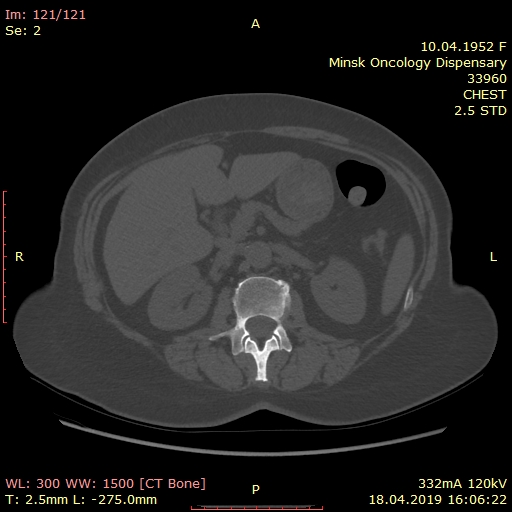 Im: 121/121
Se: 2
A
10.04.1952 F
Minsk Oncology Dispensary
33960
CHEST
2.5 STD
R
L
WL: 300 WW: 1500 [CT Bone]
T: 2.5mm L: -275.0mm
P
332mA 120kV
18.04.2019 16:06:22